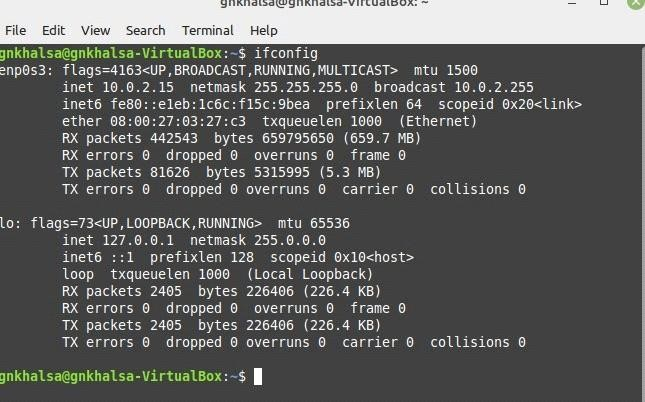 gnkhalsa@gnkhalsa-VirtualBox: ~
File Edit View Search Terminal Help
gnkhalsa@gnkhalsa-VirtualBox:~$ ifconfig
enp0s3: flags=4163<UP,BROADCAST,RUNNING,MULTICAST> mtu 1500
inet 10.0.2.15 netmask 255.255.255.0 broadcast 10.0.2.255
inet6 fe80::e1eb:1c6c:f15c:9bea prefixlen 64 scopeid 0x20<link>
ether 08:00:27:03:27:c3 txqueuelen 1000 (Ethernet)
RX packets 442543 bytes 659795650 (659.7 MB)
RX errors 0 dropped 0 overruns 0 frame 0
TX packets 81626 bytes 5315995 (5.3 MB)
TX errors 0 dropped 0 overruns 0 carrier 0 collisions 0
lo: flags=73<UP,LOOPBACK,RUNNING> mtu 65536
inet 127.0.0.1 netmask 255.0.0.0
inet6 ::1 prefixlen 128 scopeid 0x10<host>
loop txqueuelen 1000 (Local Loopback)
RX packets 2405 bytes 226406 (226.4 KB)
RX errors 0 dropped 0 overruns 0 frame 0
TX packets 2405 bytes 226406 (226.4 KB)
TX errors 0 dropped 0 overruns 0 carrier 0 collisions 0
gnkhalsa@gnkhalsa-VirtualBox:~$